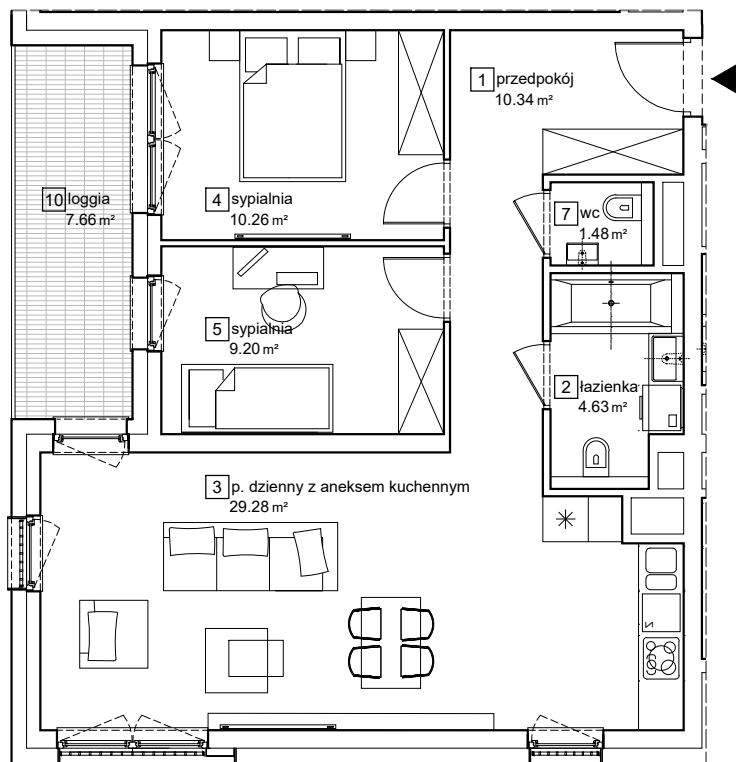 1 przedpokój
10.34 m²
10 loggia
7.66 m²
4 sypialnia
10.26 m²
7 wc
1.48 m²
5 sypialnia
9.20 m²
2 łazienka
4.63 m²
3 p. dzienny z aneksem kuchennym
29.28 m²